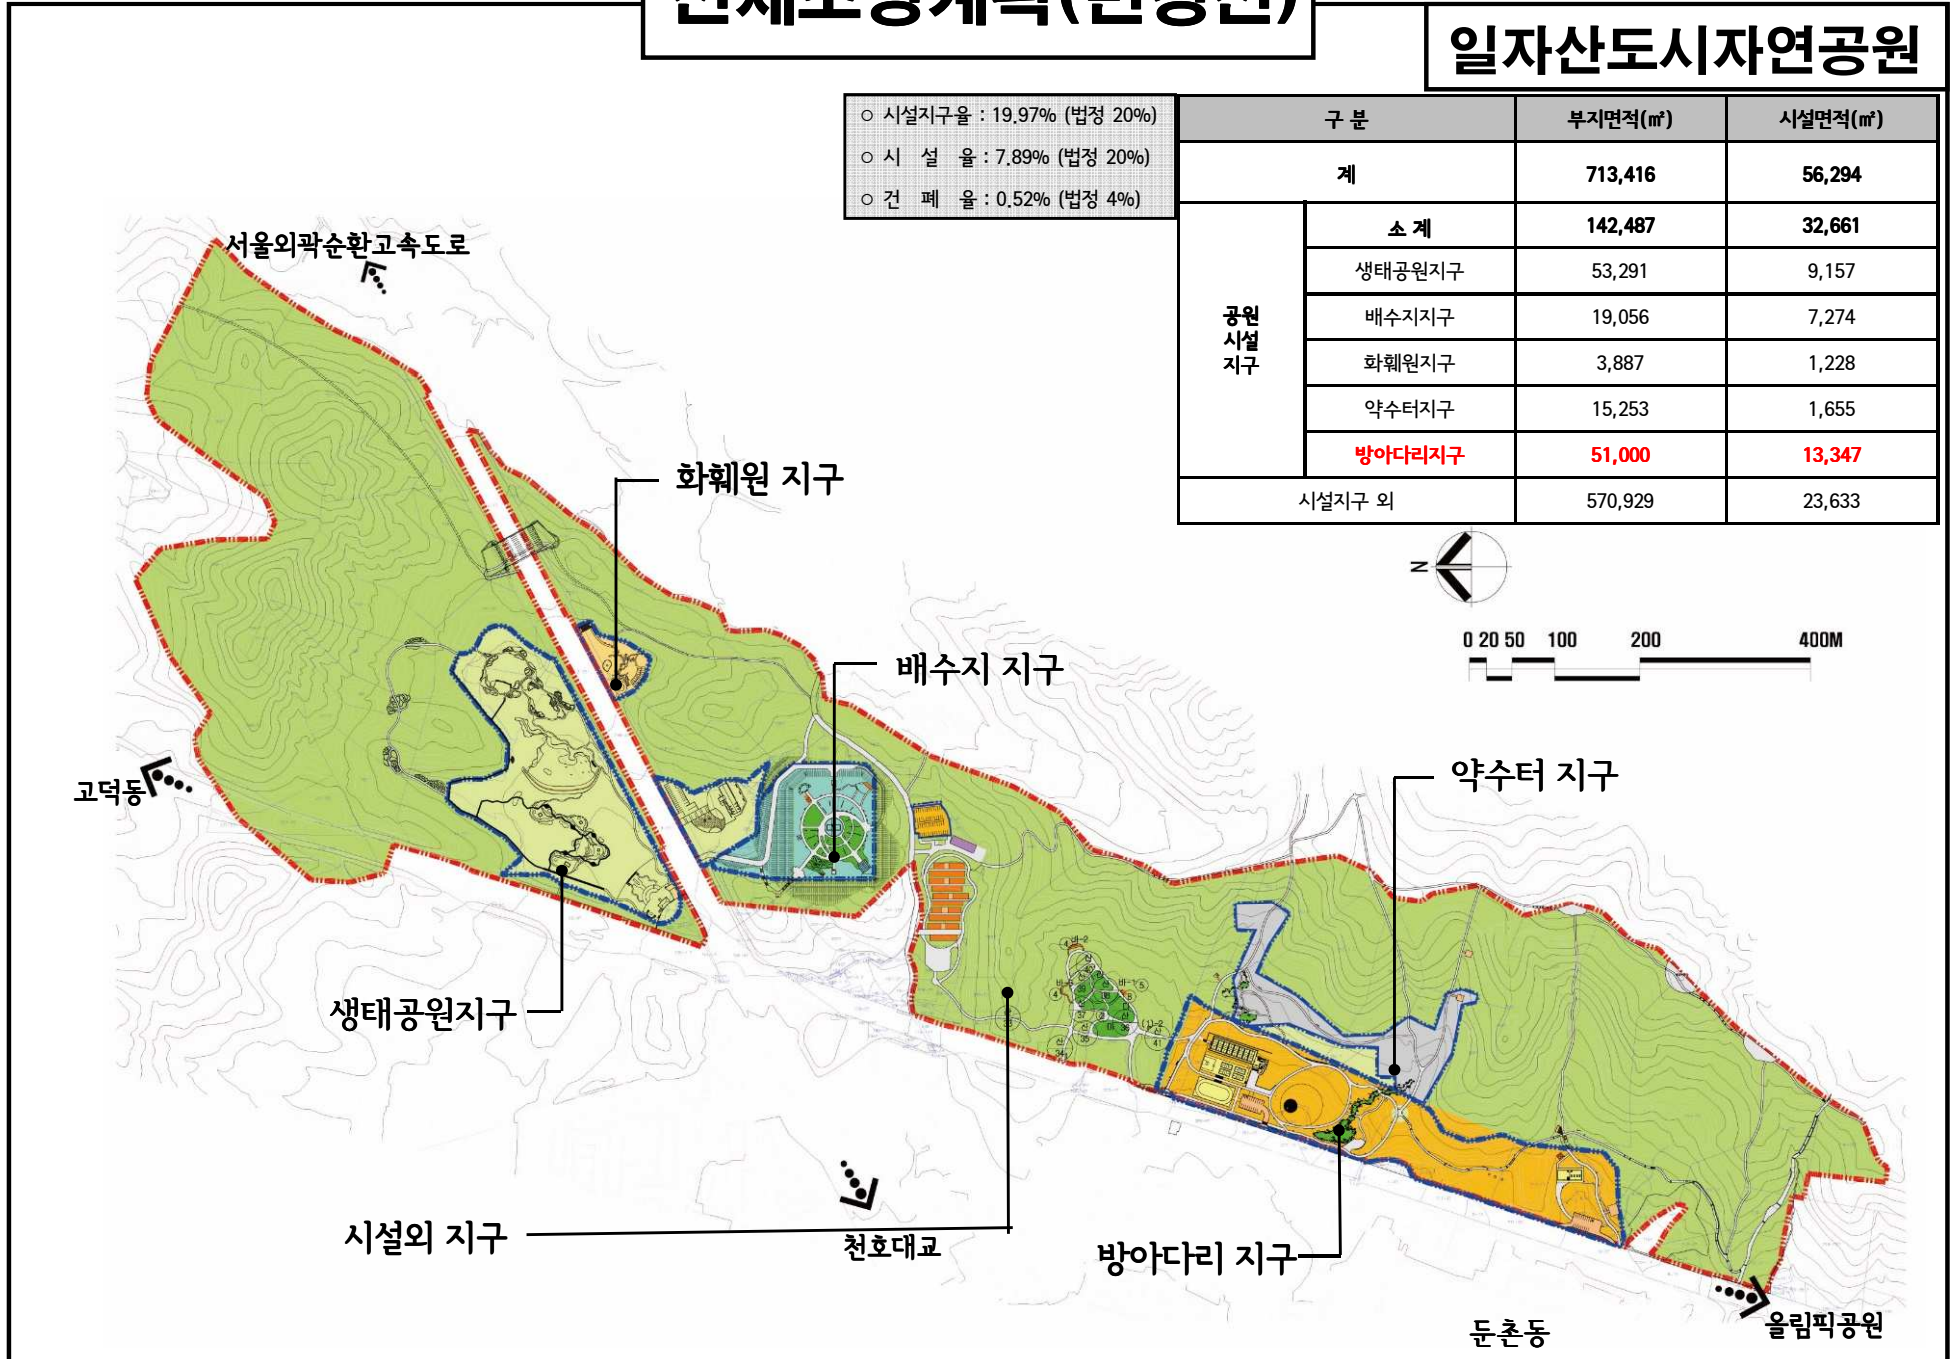 전체조성계획(변경전)
일자산도시자연공원
○ 시설지구율 : 19.97% (법정 20%)
○ 시 설 율 : 7.89% (법정 20%)
○ 건 폐 율 : 0.52% (법정 4%)
구 분 부지면적(㎡) 시설면적(㎡)
계 713,416 56,294
공원
시설
지구
소 계 142,487 32,661
생태공원지구 53,291 9,157
배수지지구 19,056 7,274
화훼원지구 3,887 1,228
약수터지구 15,253 1,655
방아다리지구 51,000 13,347
시설지구 외 570,929 23,633
서울외곽순환고속도로
화훼원 지구
N
0 20 50 100 200 400M
배수지 지구
약수터 지구
고덕동
생태공원지구
시설외 지구
천호대교
방아다리 지구
둔촌동
올림픽공원